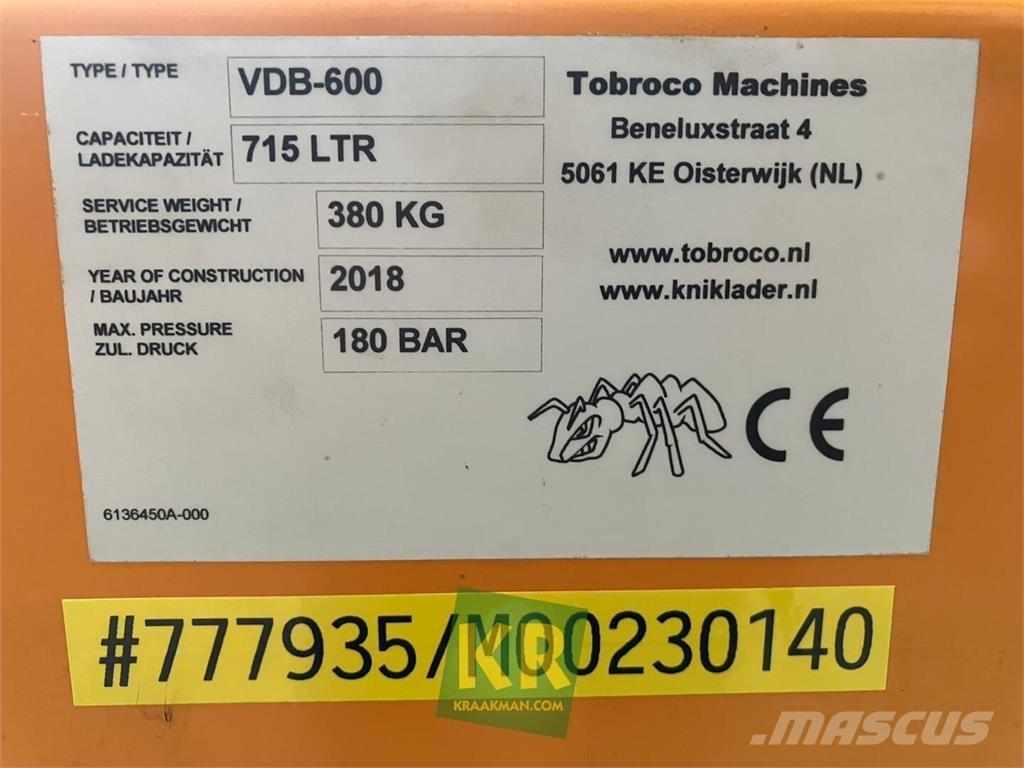 TYPE / TYPE VDB-600
CAPACITEIT /
LADEKAPAZITÄT 715 LTR
SERVICE WEIGHT /
BETRIEBSGEWICHT 380 KG
YEAR OF CONSTRUCTION
/ BAUJAHR 2018
MAX. PRESSURE
ZUL. DRUCK 180 BAR
Tobroco Machines
Beneluxstraat 4
5061 KE Oisterwijk (NL)
www.tobroco.nl
www.kniklader.nl
CE
6136450A-000
#777935/M00230140
KR
KRAAKMAN.COM
MASCUS